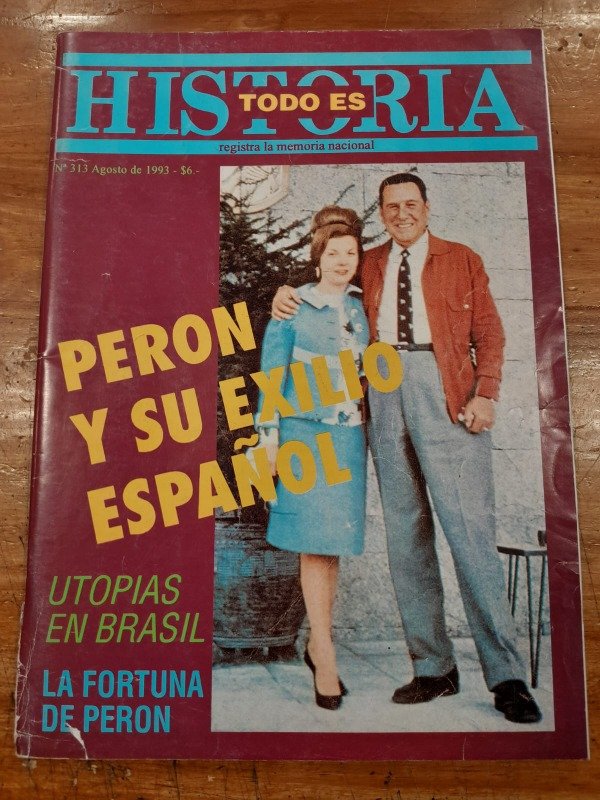 TODO ES
HISTORIA
registra la memoria nacional
Nº 313 Agosto de 1993 - $6.-
PERON
Y SU EXILIO
ESPAÑOL
UTOPIAS
EN BRASIL
LA FORTUNA
DE PERON